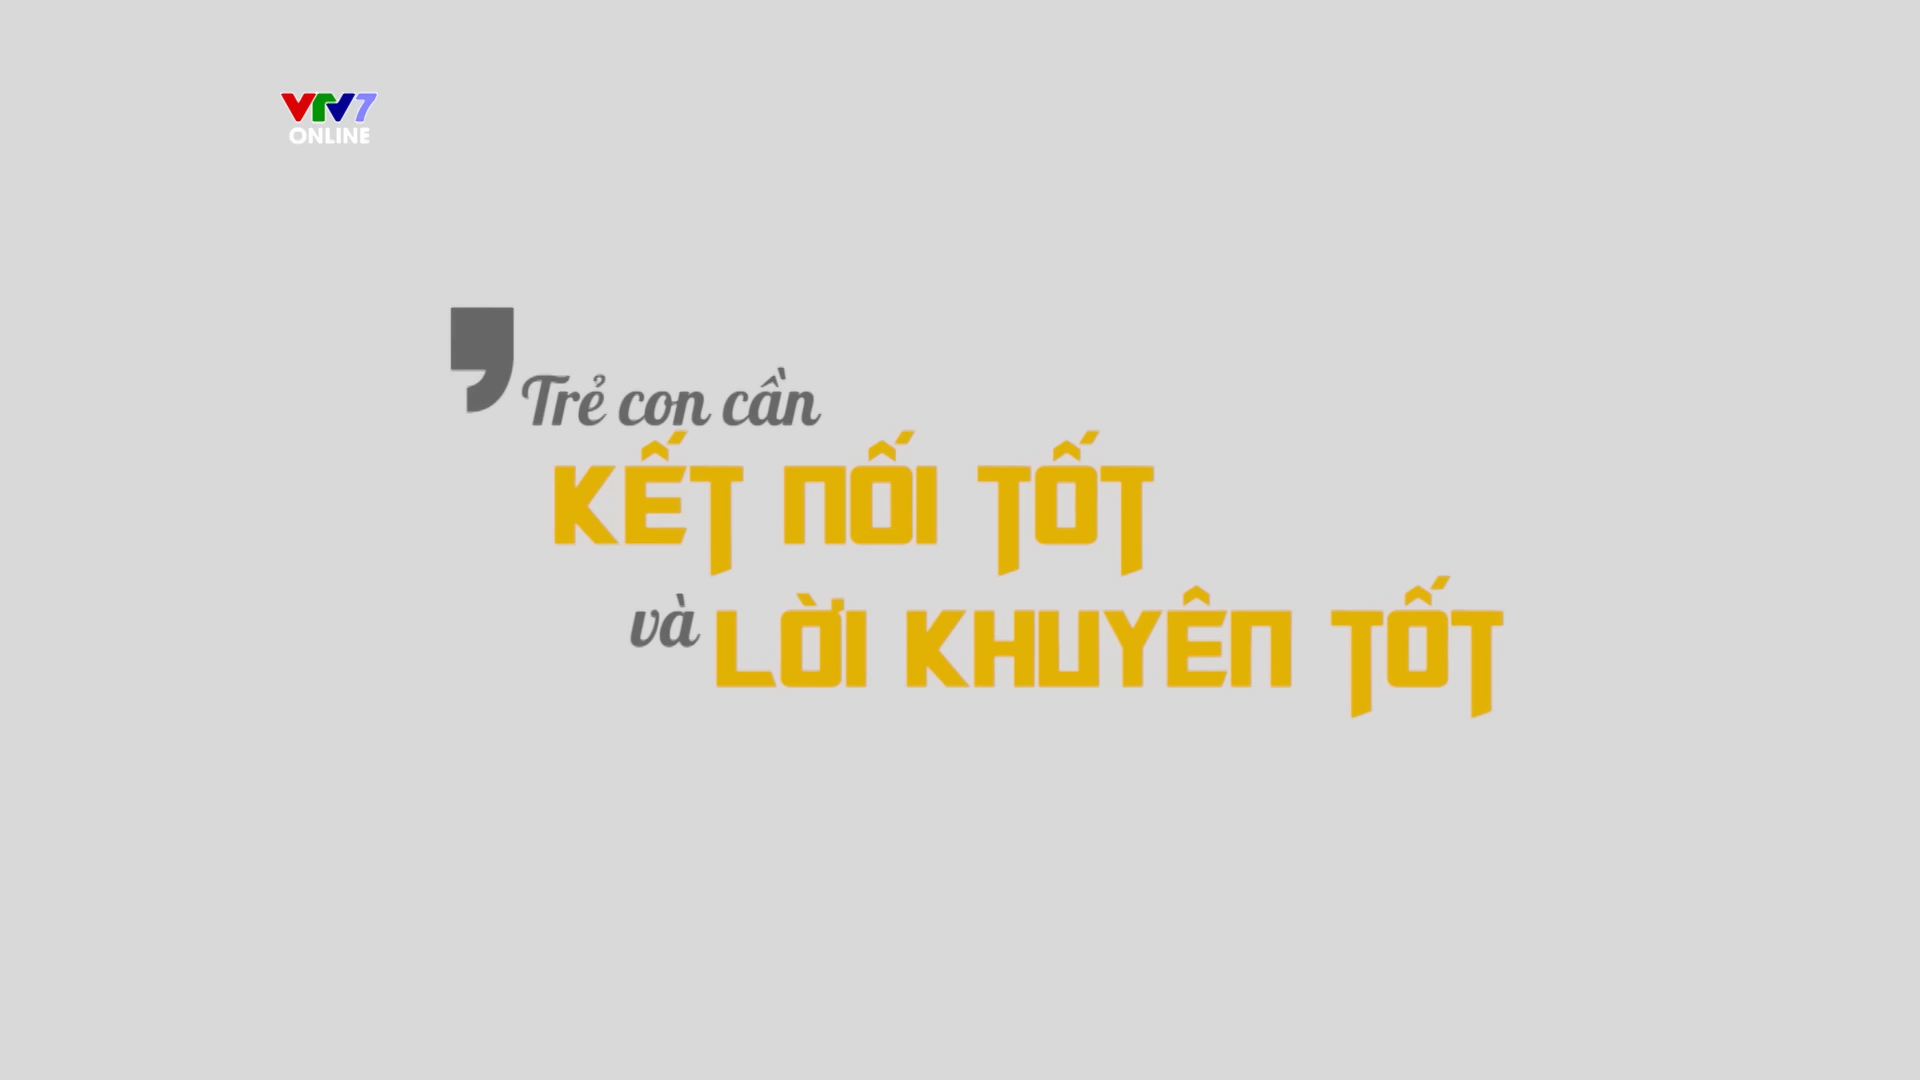 VTV7
ONLINE
’Trẻ con cần
KẾT NỐI TỐT
và LỜI KHUYÊN TỐT